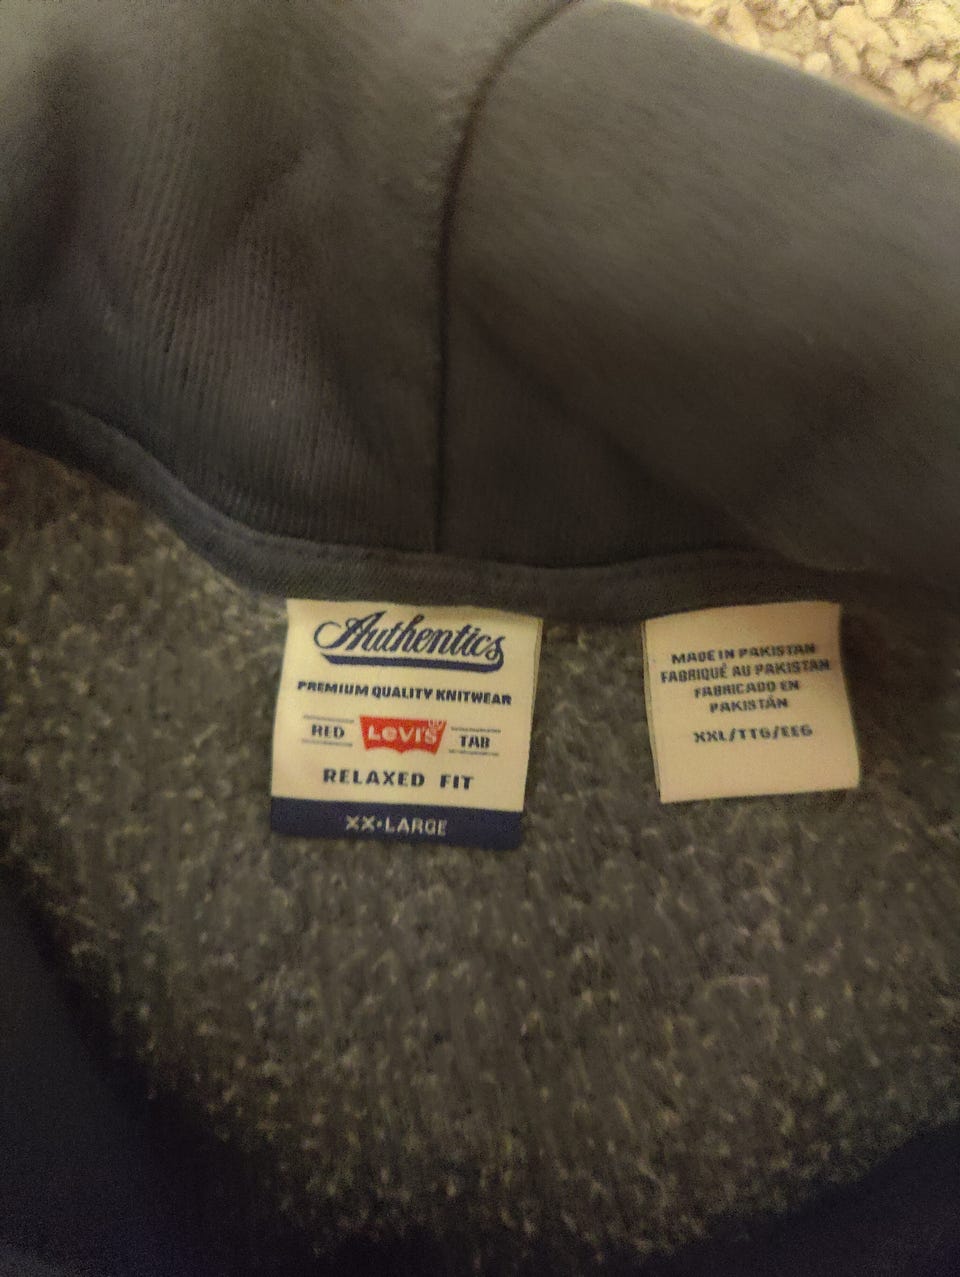 Authentics
PREMIUM QUALITY KNITWEAR
RED LEVI'S® TAB
RELAXED FIT
XX-LARGE
MADE IN PAKISTAN
FABRIQUÉ AU PAKISTAN
FABRICADO EN
PAKISTÁN
XXL/TTG/EEG